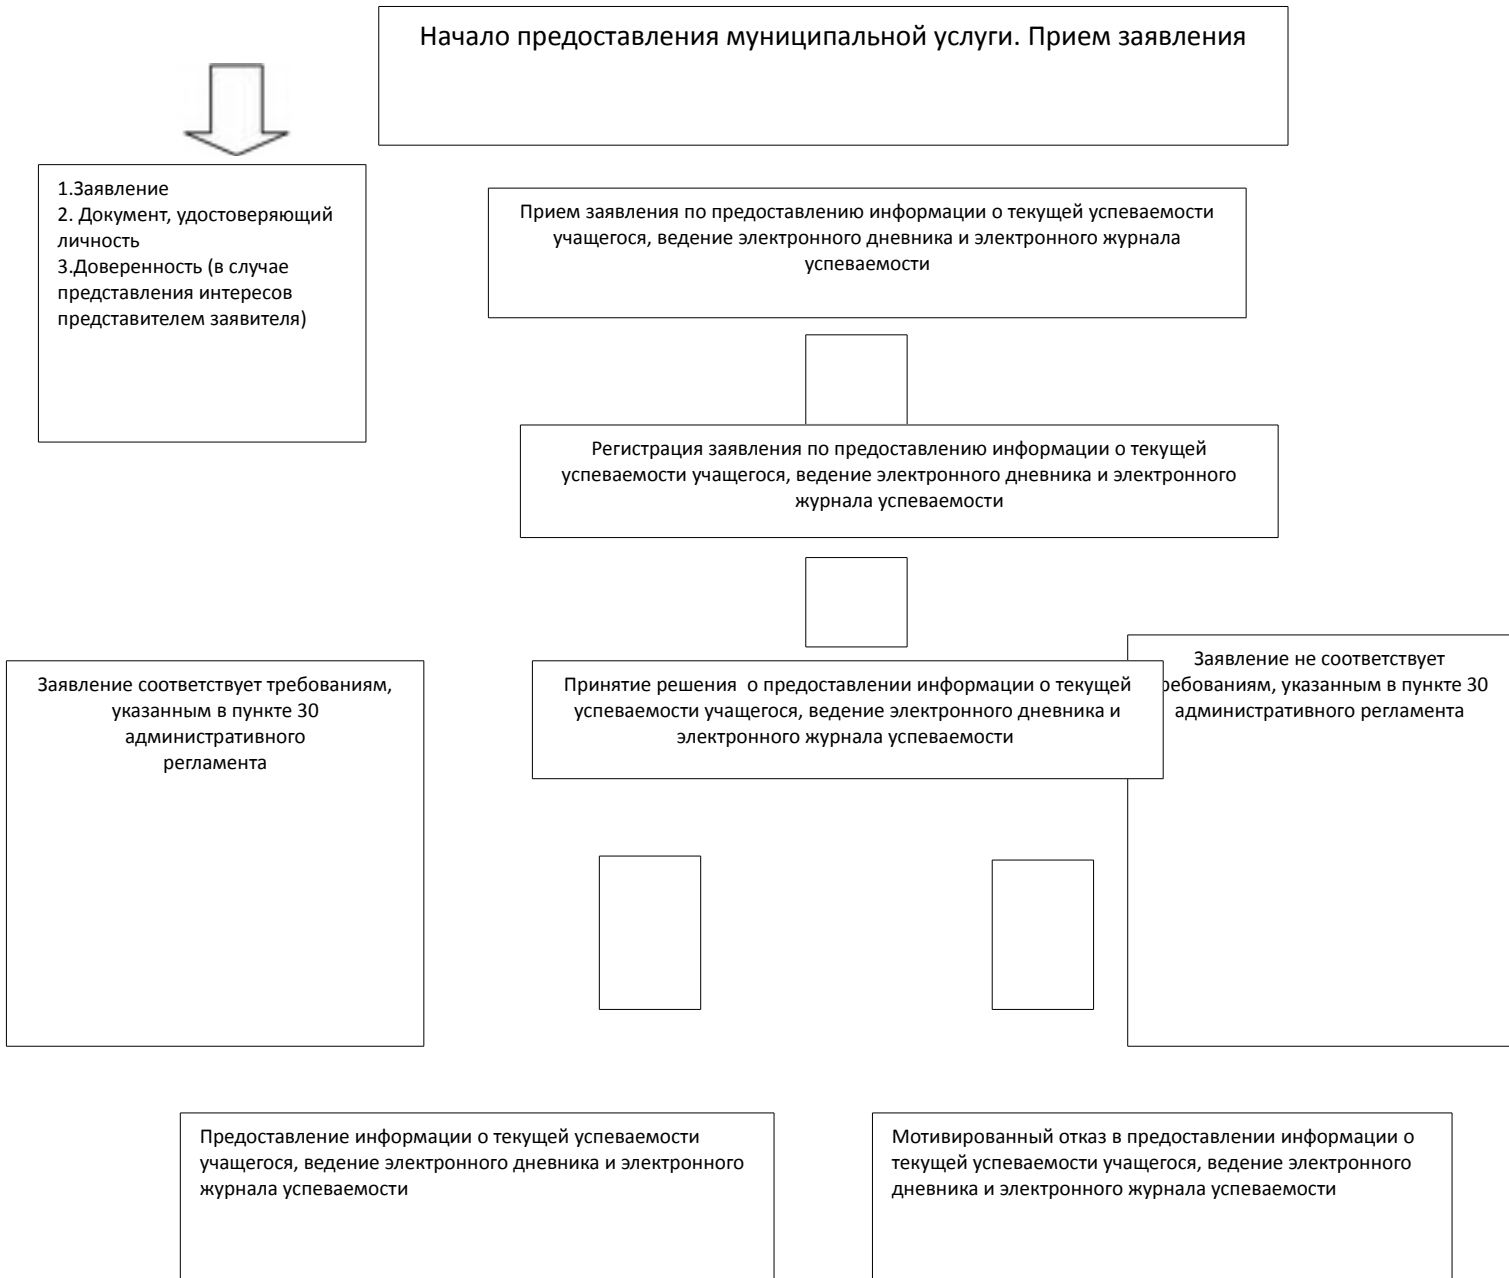 Начало предоставления муниципальной услуги. Прием заявления
1.Заявление
2. Документ, удостоверяющий
личность
3.Доверенность (в случае
представления интересов
представителем заявителя)
Прием заявления по предоставлению информации о текущей успеваемости
учащегося, ведение электронного дневника и электронного журнала
успеваемости
Регистрация заявления по предоставлению информации о текущей
успеваемости учащегося, ведение электронного дневника и электронного
журнала успеваемости
Заявление соответствует требованиям,
указанным в пункте 30
административного
регламента
Принятие решения о предоставлении информации о текущей
успеваемости учащегося, ведение электронного дневника и
электронного журнала успеваемости
Заявление не соответствует
ребованиям, указанным в пункте 30
административного регламента
Предоставление информации о текущей успеваемости
учащегося, ведение электронного дневника и электронного
журнала успеваемости
Мотивированный отказ в предоставлении информации о
текущей успеваемости учащегося, ведение электронного
дневника и электронного журнала успеваемости